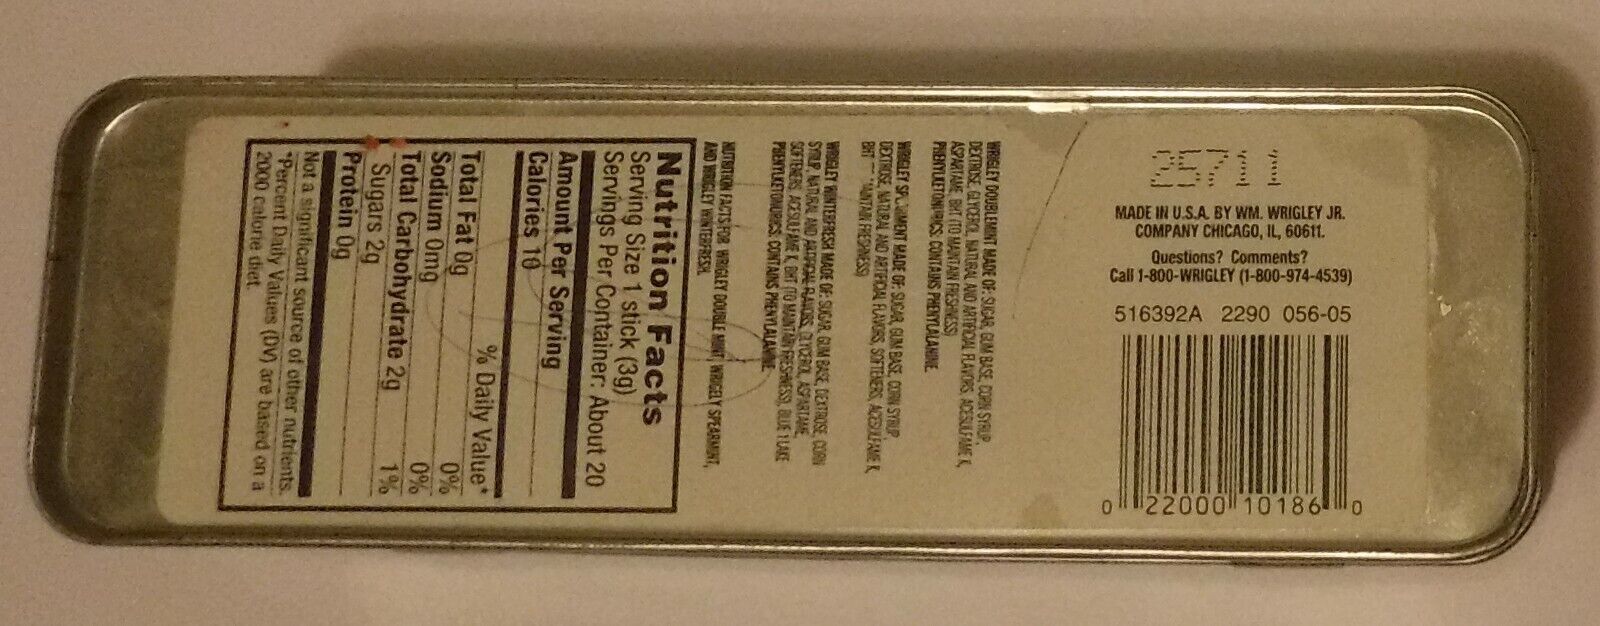 25711
MADE IN U.S.A. BY WM. WRIGLEY JR.
COMPANY CHICAGO, IL, 60611.
Questions? Comments?
Call 1-800-WRIGLEY (1-800-974-4539)
516392A 2290 056-05
0 22000 10186 0
WRIGLEY DOUBLEMINT MADE OF: SUGAR, GUM BASE, CORN SYRUP,
DEXTROSE, GLYCEROL, NATURAL AND ARTIFICIAL FLAVORS, ACESULFAME K,
ASPARTAME, BHT (TO MAINTAIN FRESHNESS)
PHENYLKETONURICS: CONTAINS PHENYLALANINE.
WRIGLEY MADE OF: SUGAR, GUM BASE, CORN SYRUP,
DEXTROSE, NATURAL AND ARTIFICIAL FLAVORS, SOFTENERS, ACESULFAME K,
BHT MAINTAIN FRESHNESS)
WRIGLEY WINTERFRESH MADE OF: SUGAR, GUM BASE, DEXTROSE, CORN
SYRUP, NATURAL AND ARTIFICIAL FLAVORS, GLYCEROL, ASPARTAME,
SOFTENERS, ACESULFAME K, BHT (TO MAINTAIN FRESHNESS), BLUE 1 LAKE
PHENYLKETONURICS: CONTAINS PHENYLALANINE.
NUTRITION FACTS FOR WRIGLEY DOUBLE MINT, WRIGLEY SPEARMINT,
AND WRIGLEY WINTERFRESH.
Nutrition Facts
Serving Size 1 stick (3g)
Servings Per Container: About 20
Amount Per Serving
Calories 10
% Daily Value*
Total Fat 0g 0%
Sodium 0mg 0%
Total Carbohydrate 2g 1%
Sugars 2g
Protein 0g
Not a significant source of other nutrients.
*Percent Daily Values (DV) are based on a
2000 calorie diet.